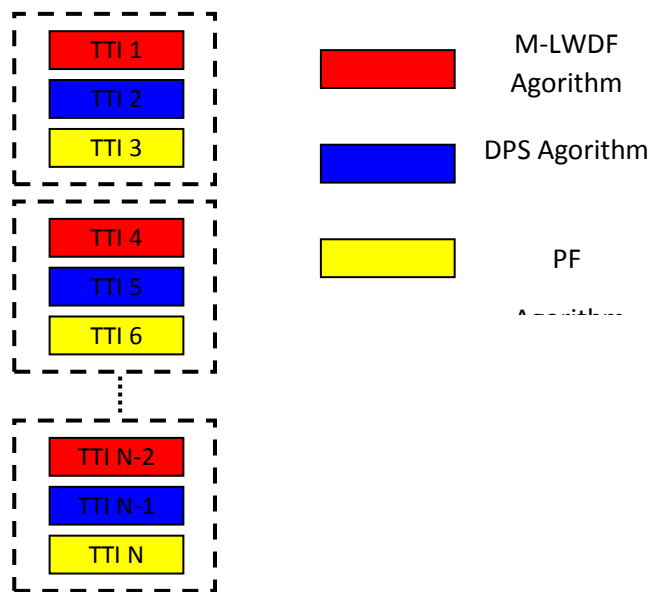 TTI 1
TTI 2
TTI 3
TTI 4
TTI 5
TTI 6
TTI N-2
TTI N-1
TTI N
M-LWDF
Agorithm
DPS Agorithm
PF